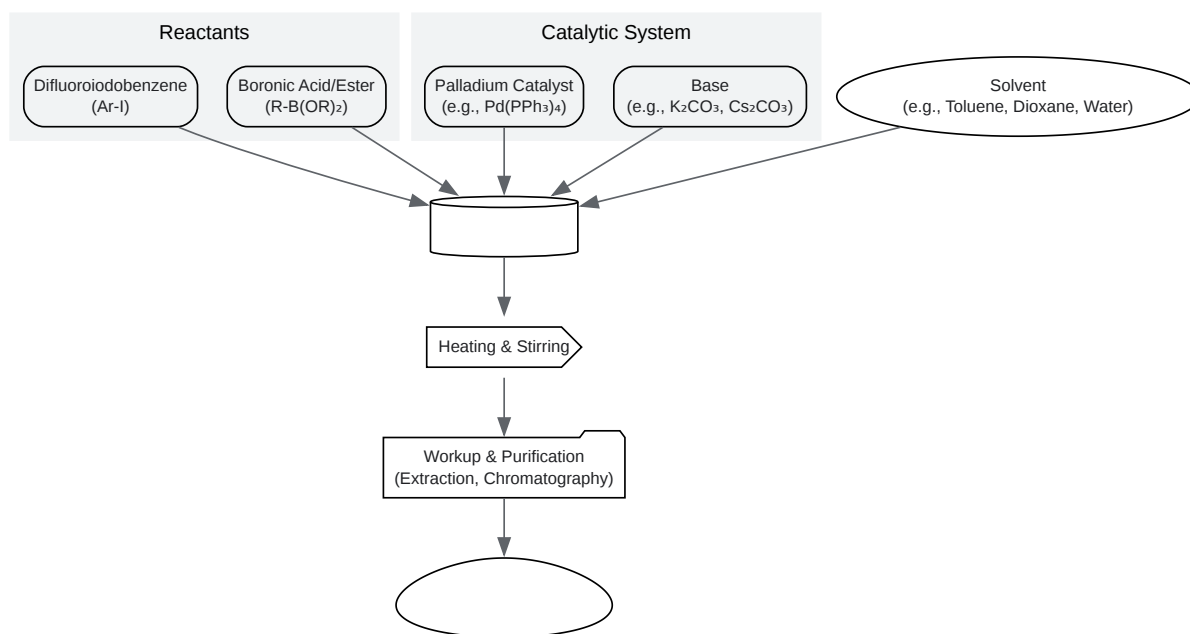 Reactants
Catalytic System
Difluoroiodobenzene
(Ar-I)
Boronic Acid/Ester
(R-B(OR)₂)
Palladium Catalyst
(e.g., Pd(PPh₃)₄)
Base
(e.g., K₂CO₃, Cs₂CO₃)
Solvent
(e.g., Toluene, Dioxane, Water)
Heating & Stirring
Workup & Purification
(Extraction, Chromatography)